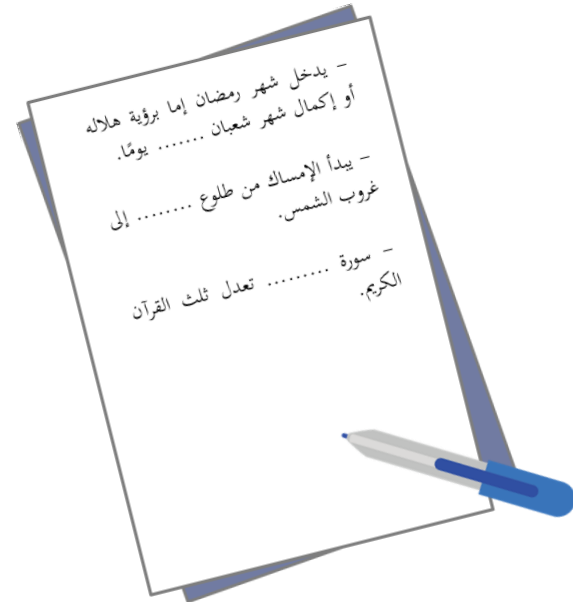 – يدخل شهر رمضان إما برؤية هلاله
أو إكمال شهر شعبان ....... يومًا.
– يبدأ الإمساك من طلوع ........ إلى
غروب الشمس.
– سورة ......... تعدل ثلث القرآن
الكريم.